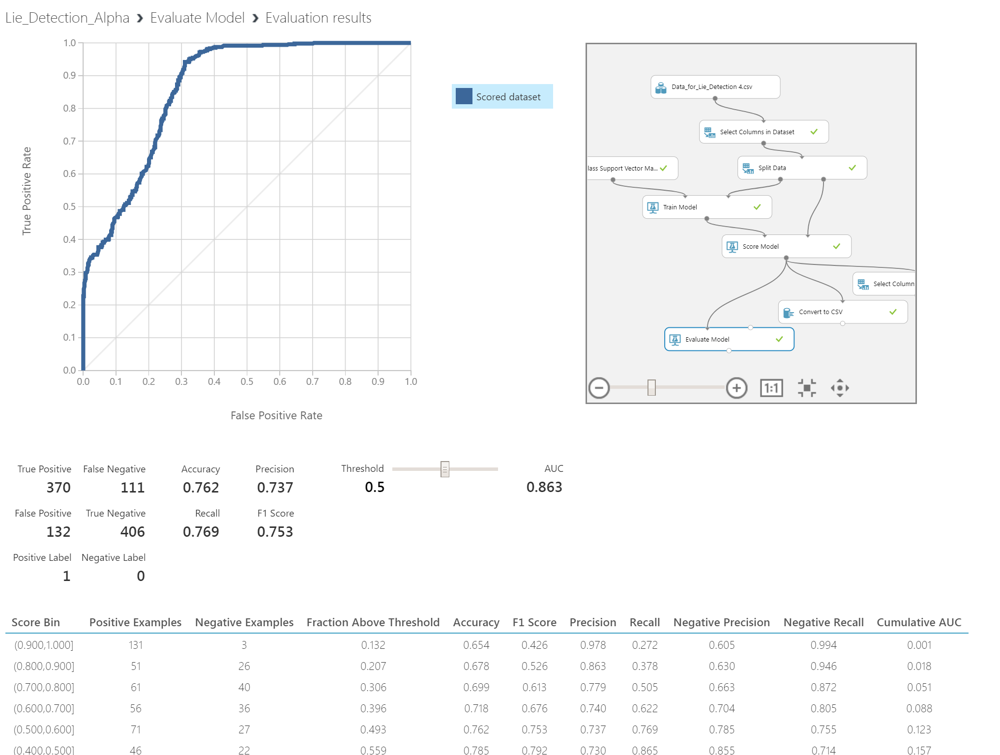 Lie_Detection_Alpha ❯ Evaluate Model ❯ Evaluation results
1.0
0.9
0.8
0.7
0.6
0.5
0.4
0.3
0.2
0.1
0.0
True Positive Rate
0.0 0.1 0.2 0.3 0.4 0.5 0.6 0.7 0.8 0.9 1.0
False Positive Rate
Scored dataset
Data_for_Lie_Detection 4.csv
Select Columns in Dataset
lass Support Vector Ma...
Split Data
Train Model
Score Model
Select Column
Convert to CSV
Evaluate Model
1:1
True Positive False Negative Accuracy Precision Threshold AUC
370 111 0.762 0.737 0.5 0.863
False Positive True Negative Recall F1 Score
132 406 0.769 0.753
Positive Label Negative Label
1 0
Score Bin Positive Examples Negative Examples Fraction Above Threshold Accuracy F1 Score Precision Recall Negative Precision Negative Recall Cumulative AUC
(0.900,1.000] 131 3 0.132 0.654 0.426 0.978 0.272 0.605 0.994 0.001
(0.800,0.900] 51 26 0.207 0.678 0.526 0.863 0.378 0.630 0.946 0.018
(0.700,0.800] 61 40 0.306 0.699 0.613 0.779 0.505 0.663 0.872 0.051
(0.600,0.700] 56 36 0.396 0.718 0.676 0.740 0.622 0.704 0.805 0.088
(0.500,0.600] 71 27 0.493 0.762 0.753 0.737 0.769 0.785 0.755 0.123
(0.400,0.500] 46 22 0.559 0.785 0.792 0.730 0.865 0.855 0.714 0.157